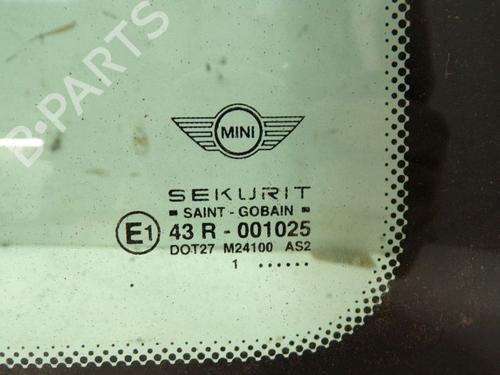 B-PARTS
MINI
SEKURIT
SAINT - GOBAIN
E1 43 R - 001025
DOT27 M24100 AS2
1 .....